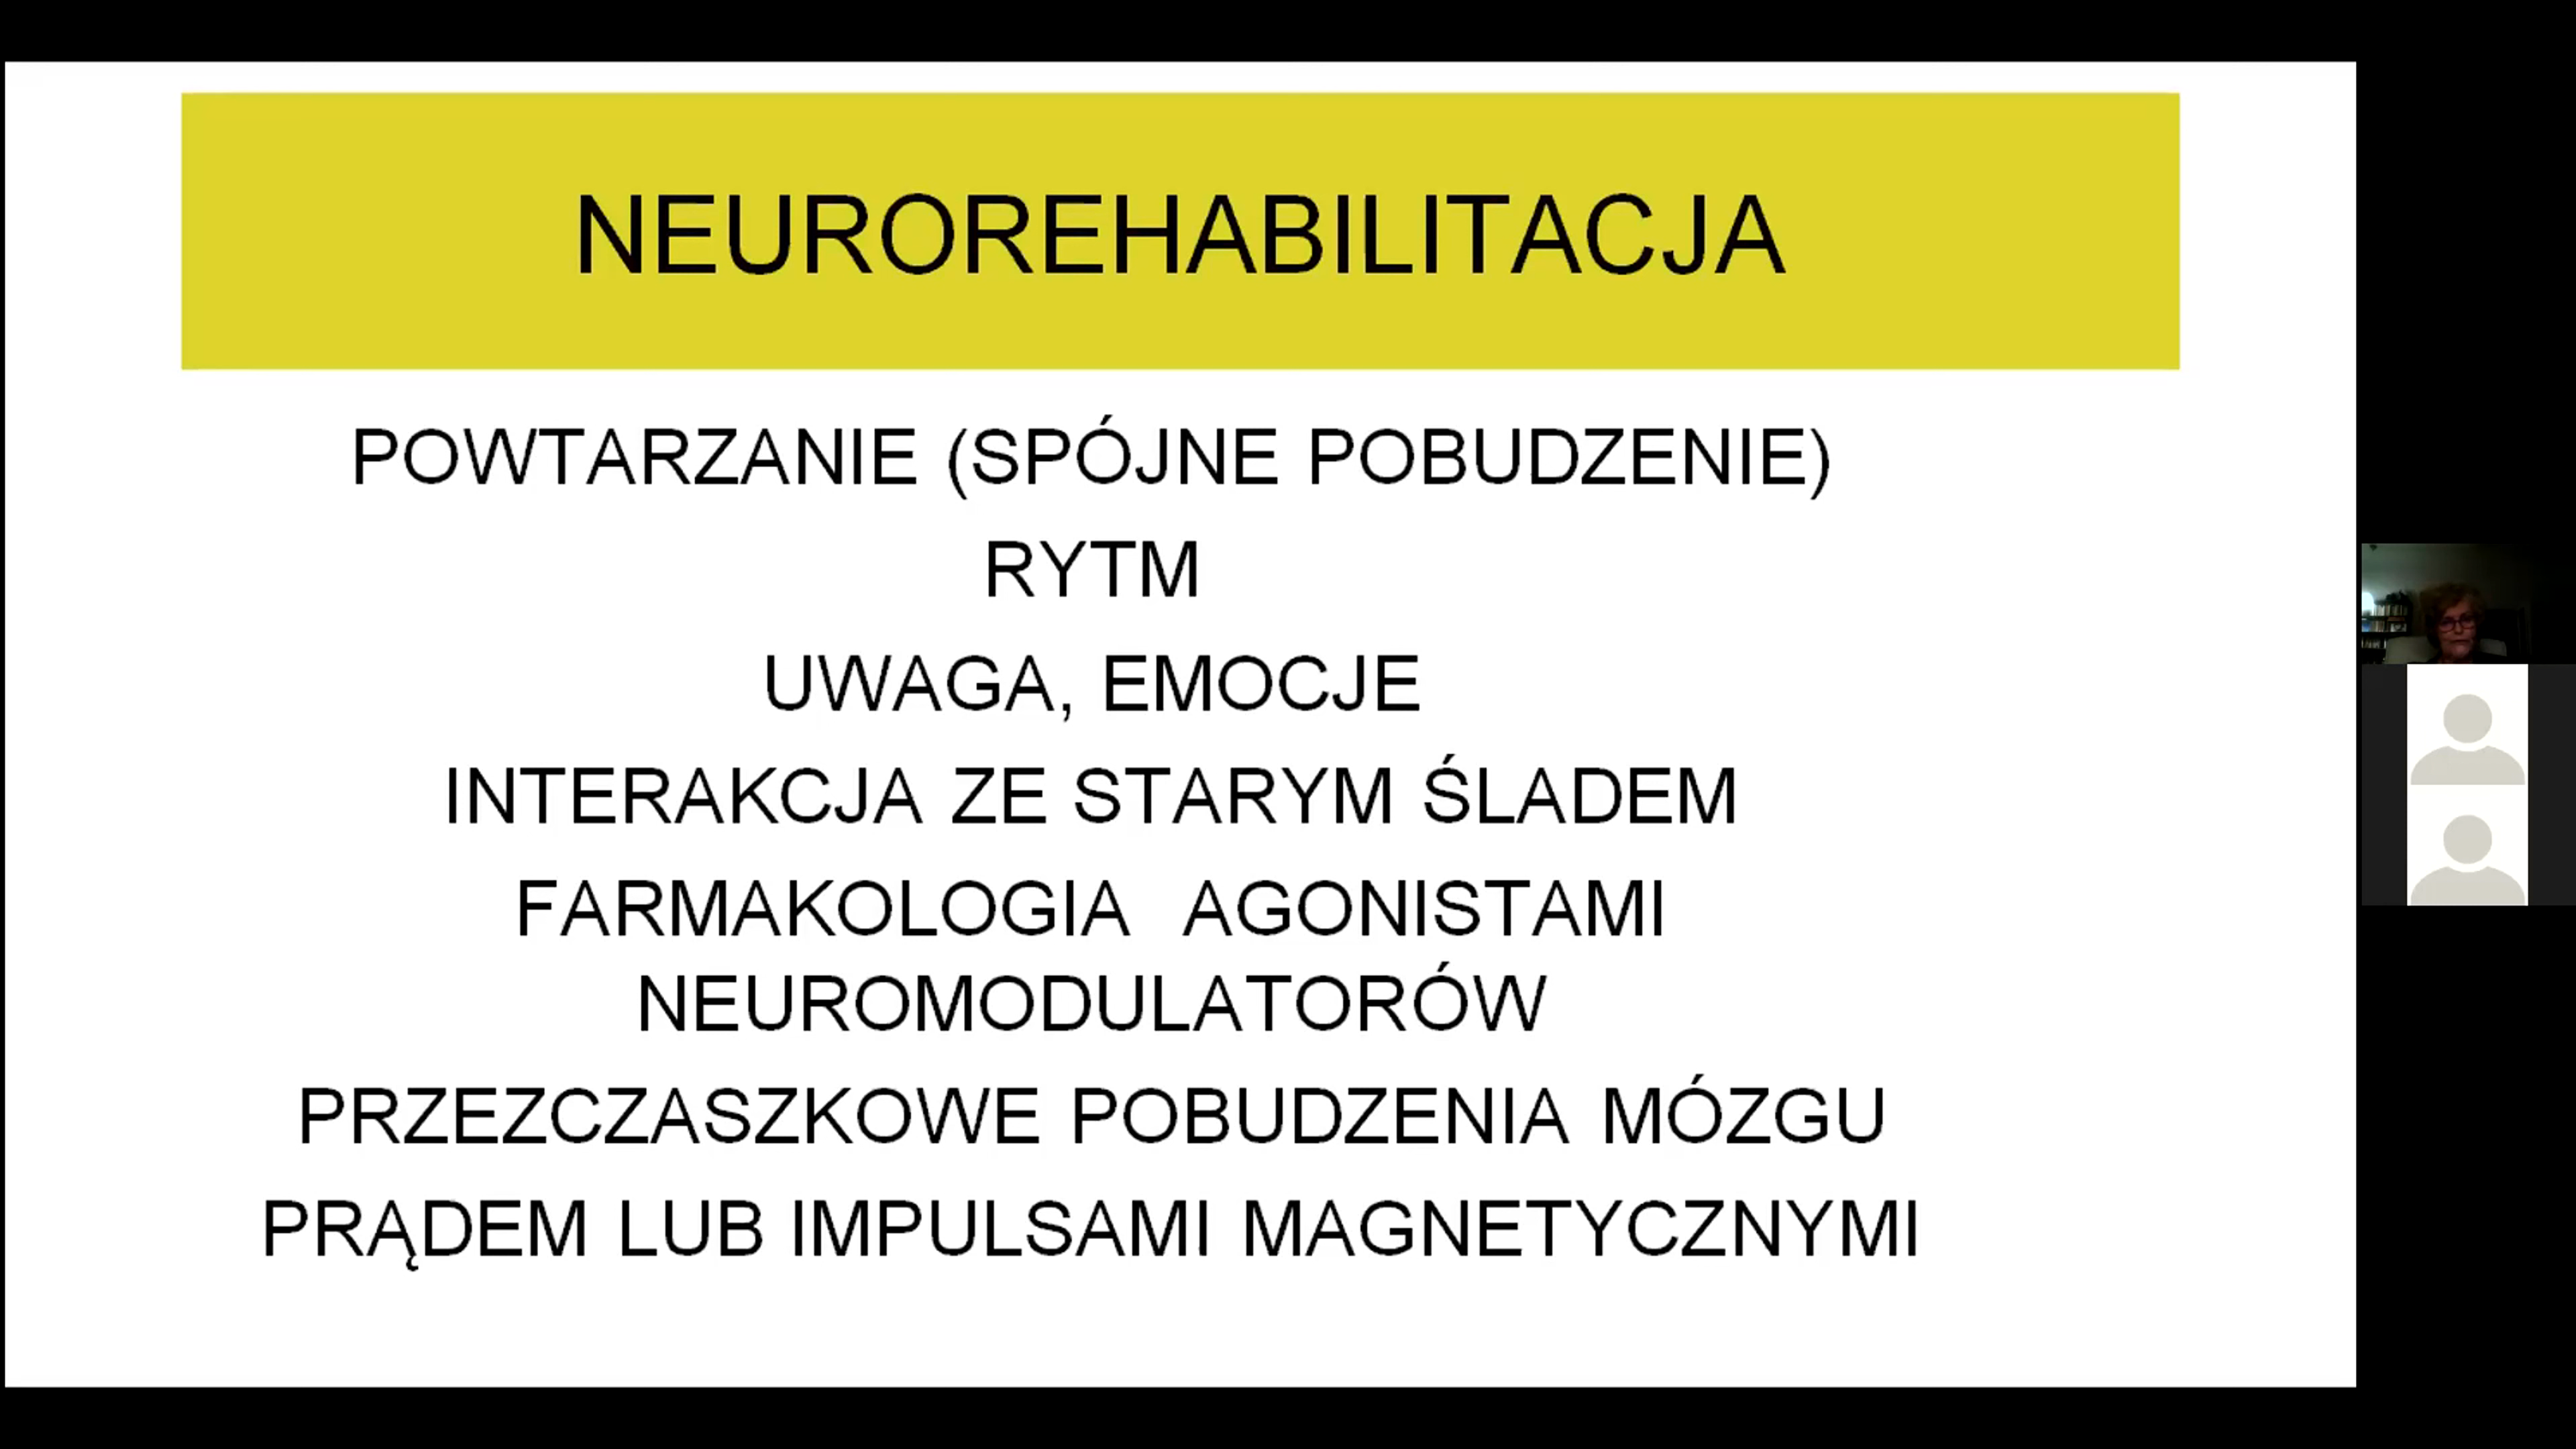 NEUROREHABILITACJA
POWTARZANIE (SPÓJNE POBUDZENIE)
RYTM
UWAGA, EMOCJE
INTERAKCJA ZE STARYM ŚLADEM
FARMAKOLOGIA AGONISTAMI
NEUROMODULATORÓW
PRZEZCZASZKOWE POBUDZENIA MÓZGU
PRĄDEM LUB IMPULSAMI MAGNETYCZNYMI